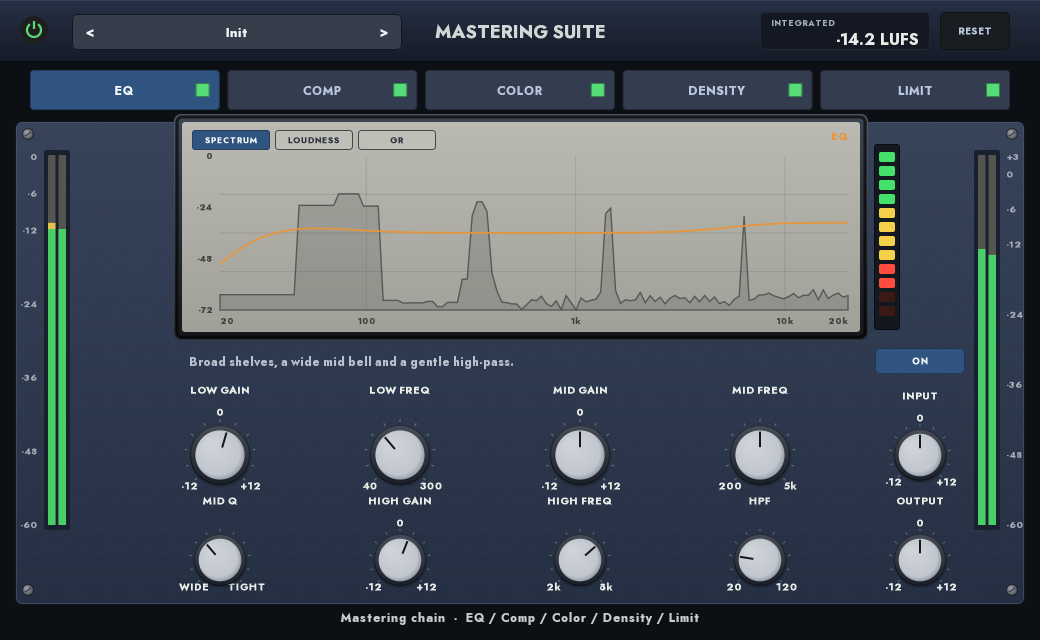 < Init >
MASTERING SUITE
INTEGRATED
-14.2 LUFS
RESET
EQ
COMP
COLOR
DENSITY
LIMIT
SPECTRUM
LOUDNESS
GR
EQ
0
-6
-12
-24
-36
-48
-60
0
-24
-48
-72
20
100
1k
10k
20k
+3
0
-6
-12
-24
-36
-48
-60
Broad shelves, a wide mid bell and a gentle high-pass.
ON
LOW GAIN
0
-12 +12
LOW FREQ
40 300
MID GAIN
0
-12 +12
MID FREQ
200 5k
INPUT
0
-12 +12
MID Q
WIDE TIGHT
HIGH GAIN
0
-12 +12
HIGH FREQ
2k 8k
HPF
20 120
OUTPUT
0
-12 +12
Mastering chain - EQ / Comp / Color / Density / Limit